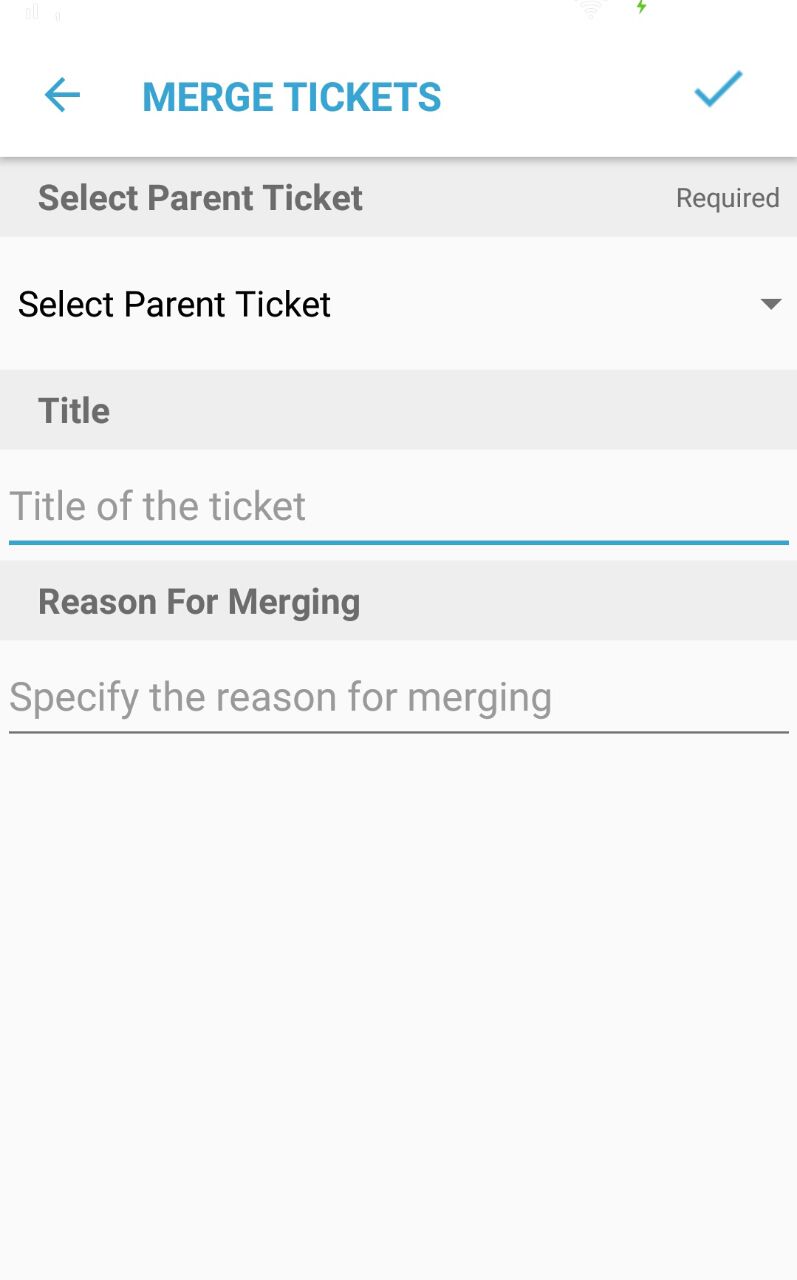 MERGE TICKETS
Select Parent Ticket Required
Select Parent Ticket
Title
Title of the ticket
Reason For Merging
Specify the reason for merging